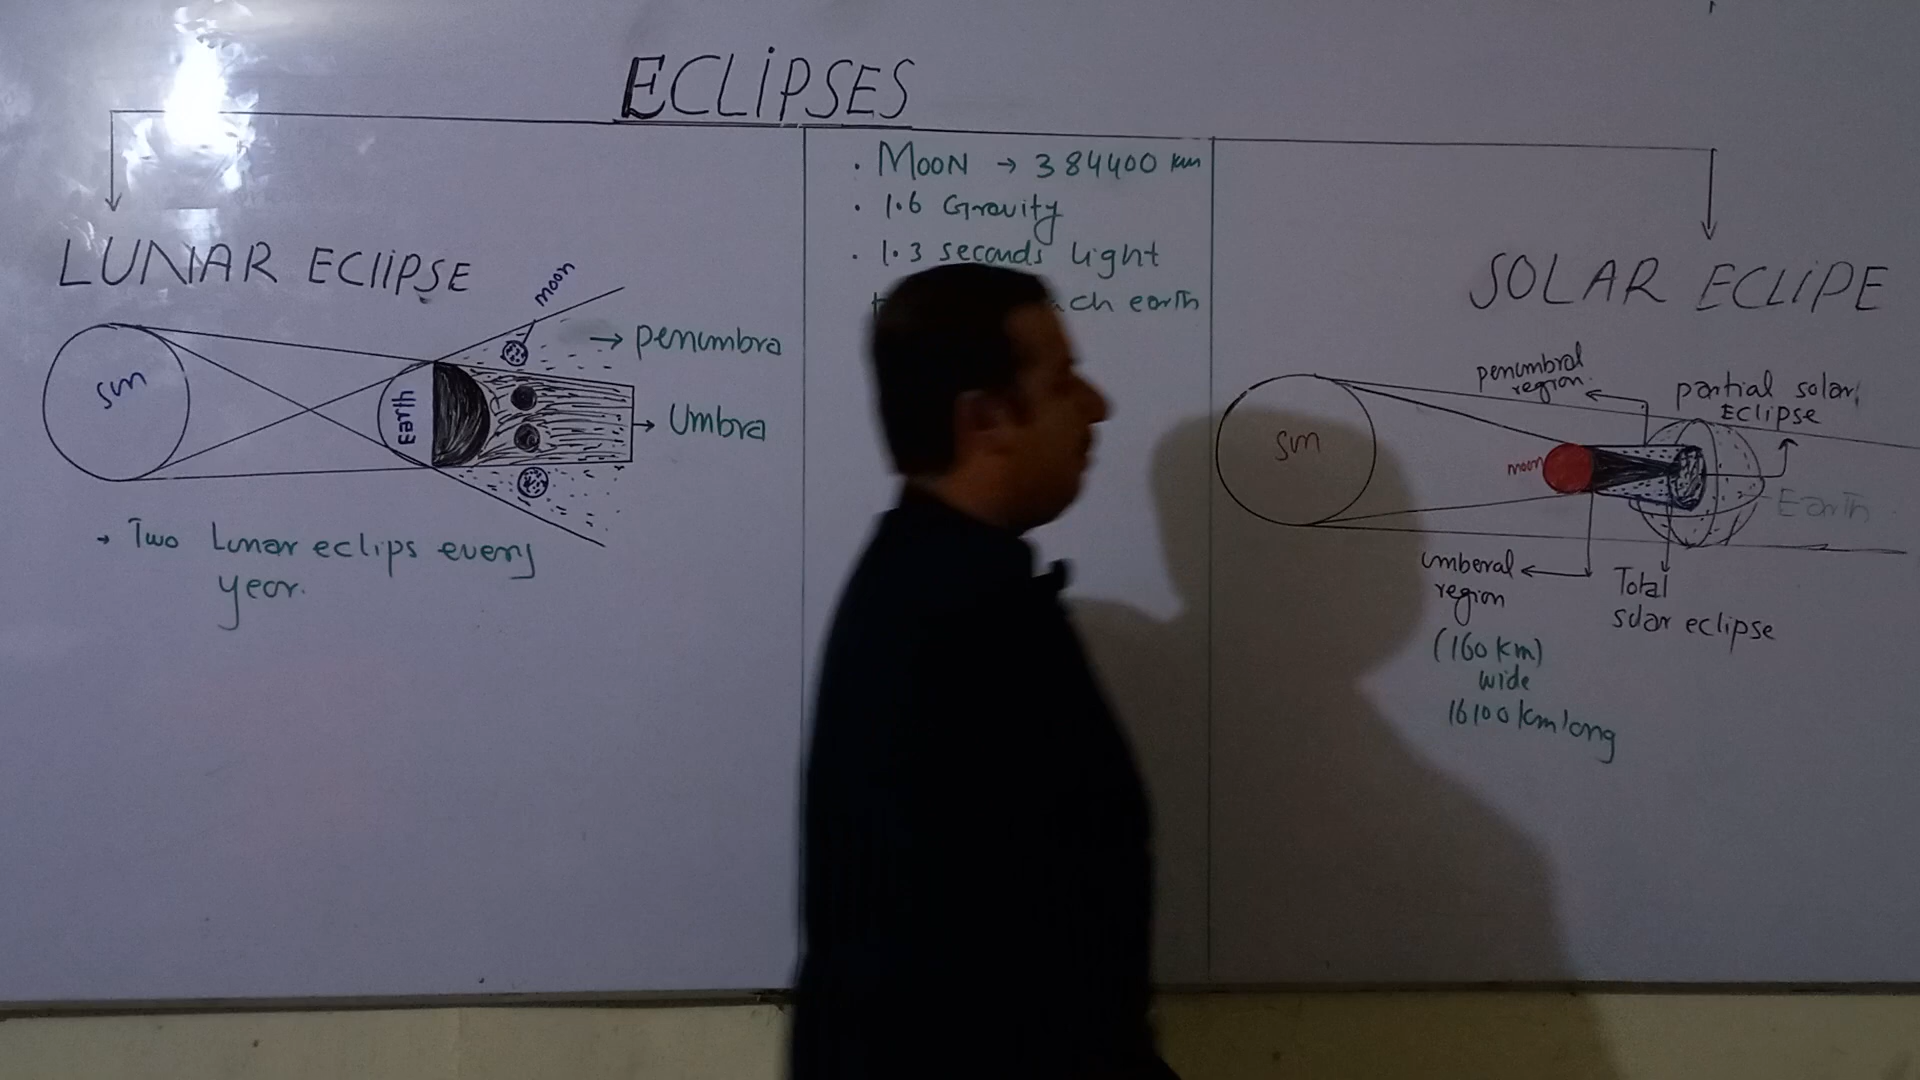 ECLIPSES
LUNAR EClIPSE
moon
sun
Earth
→ penumbra
→ Umbra
→ Two Lunar eclips every
year.
. MOON → 384400 km
. 1.6 Gravity
. 1.3 seconds light
earth
SOLAR ECLIPE
penumbral
region.
partial solar
Eclipse
sun
moon
Earth
umberal
region
(160 km)
wide
16100 km long
Total
solar eclipse